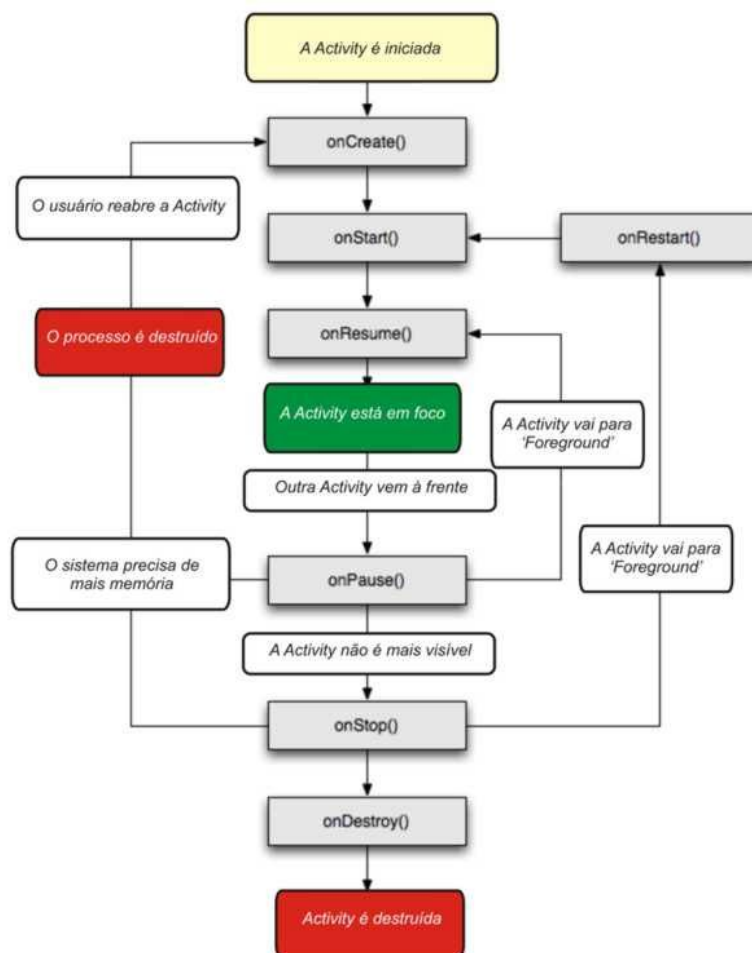 A Activity é iniciada
onCreate()
O usuário reabre a Activity
onStart()
onRestart()
O processo é destruído
onResume()
A Activity está em foco
A Activity vai para
‘Foreground’
Outra Activity vem à frente
O sistema precisa de
mais memória
A Activity vai para
‘Foreground’
onPause()
A Activity não é mais visível
onStop()
onDestroy()
Activity é destruída